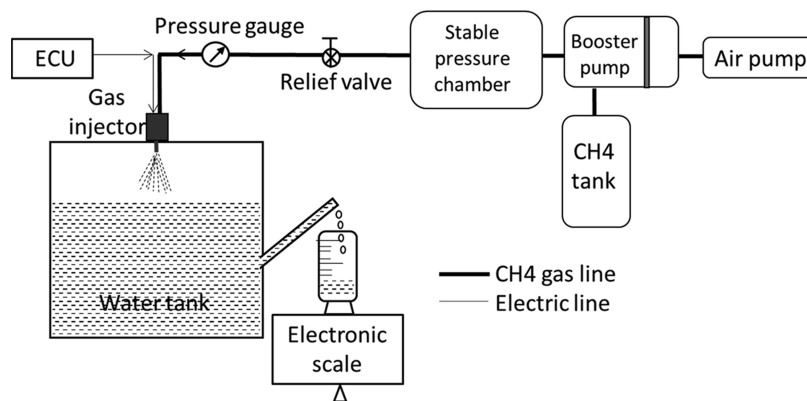 Pressure gauge
ECU
Relief valve
Stable
pressure
chamber
Booster
pump
Air pump
Gas
injector
CH4
tank
Water tank
Electronic
scale
CH4 gas line
Electric line